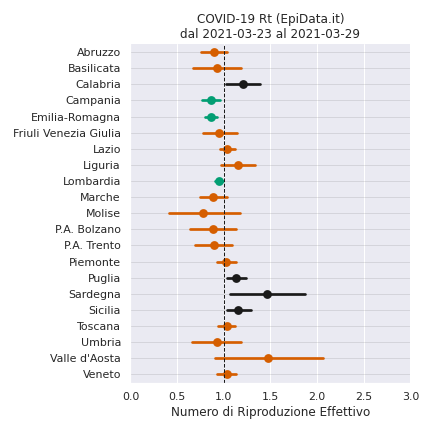 COVID-19 Rt (EpiData.it)
dal 2021-03-23 al 2021-03-29
Abruzzo
Basilicata
Calabria
Campania
Emilia-Romagna
Friuli Venezia Giulia
Lazio
Liguria
Lombardia
Marche
Molise
P.A. Bolzano
P.A. Trento
Piemonte
Puglia
Sardegna
Sicilia
Toscana
Umbria
Valle d'Aosta
Veneto
0.0 0.5 1.0 1.5 2.0 2.5 3.0
Numero di Riproduzione Effettivo